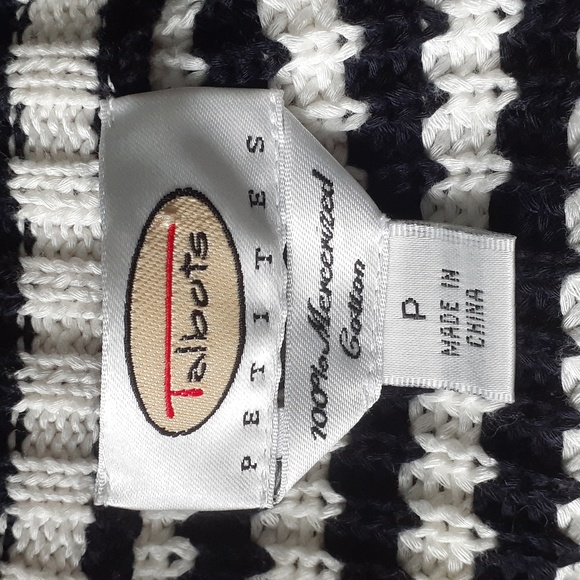 Talbots
PETITES
100% Mercerized
Cotton
P
MADE IN
CHINA